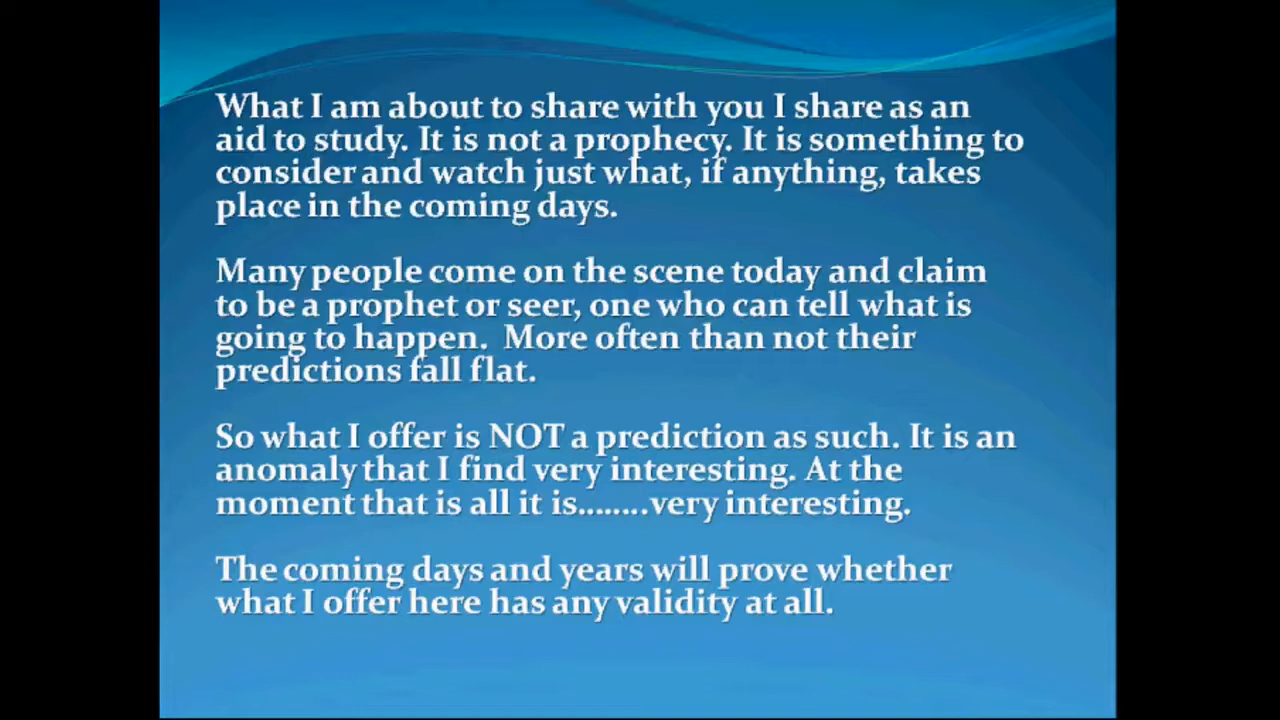 What I am about to share with you I share as an
aid to study. It is not a prophecy. It is something to
consider and watch just what, if anything, takes
place in the coming days.
Many people come on the scene today and claim
to be a prophet or seer, one who can tell what is
going to happen.  More often than not their
predictions fall flat.
So what I offer is NOT a prediction as such. It is an
anomaly that I find very interesting. At the
moment that is all it is........very interesting.
The coming days and years will prove whether
what I offer here has any validity at all.